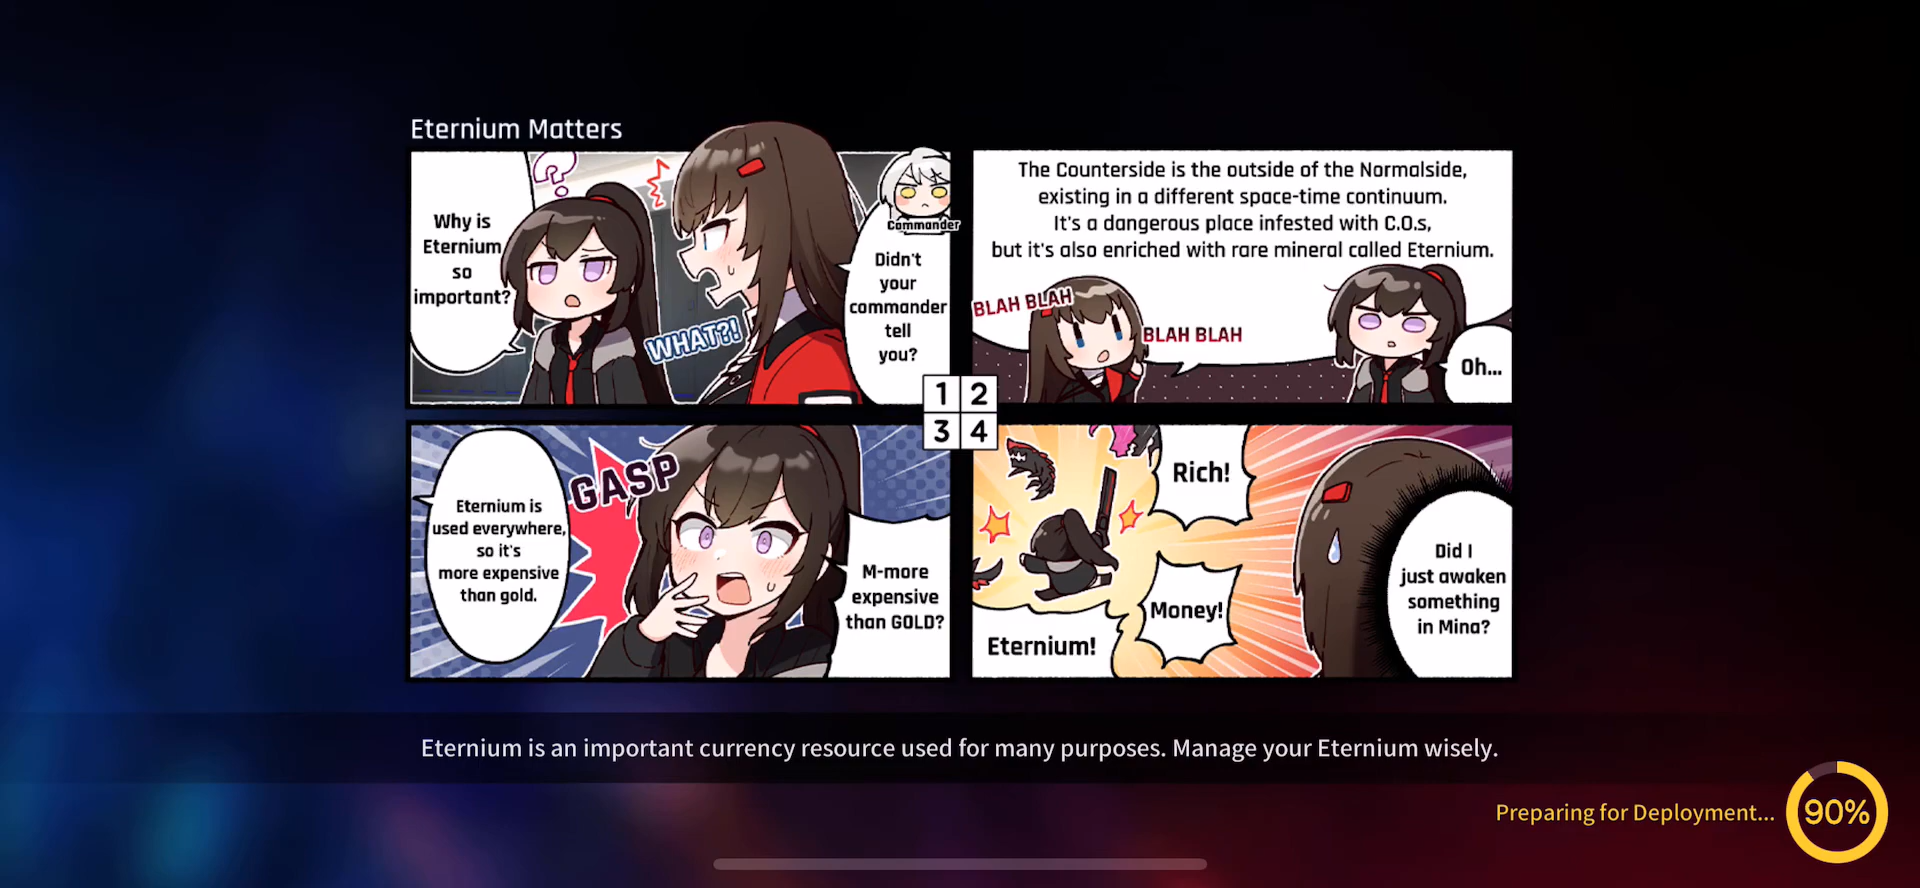 Eternium Matters
Why is
Eternium
so
important?
WHAT?!
Commander
Didn't
your
commander
tell
you?
The Counterside is the outside of the Normalside,
existing in a different space-time continuum.
It's a dangerous place infested with C.O.s,
but it's also enriched with rare mineral called Eternium.
BLAH BLAH
BLAH BLAH
Oh...
1 2
3 4
Eternium is
used everywhere,
so it's
more expensive
than gold.
GASP
M-more
expensive
than GOLD?
Rich!
Money!
Eternium!
Did I
just awaken
something
in Mina?
Eternium is an important currency resource used for many purposes. Manage your Eternium wisely.
Preparing for Deployment...
90%